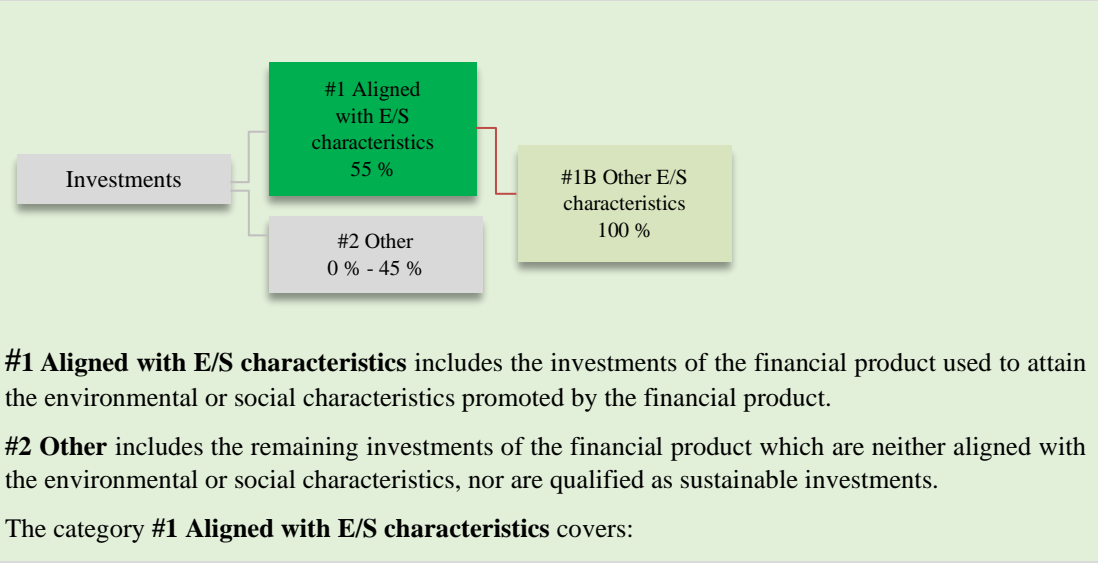 #1 Aligned
with E/S
characteristics
55 %
Investments
#1B Other E/S
characteristics
100 %
#2 Other
0 % - 45 %
#1 Aligned with E/S characteristics includes the investments of the financial product used to attain
the environmental or social characteristics promoted by the financial product.
#2 Other includes the remaining investments of the financial product which are neither aligned with
the environmental or social characteristics, nor are qualified as sustainable investments.
The category #1 Aligned with E/S characteristics covers: